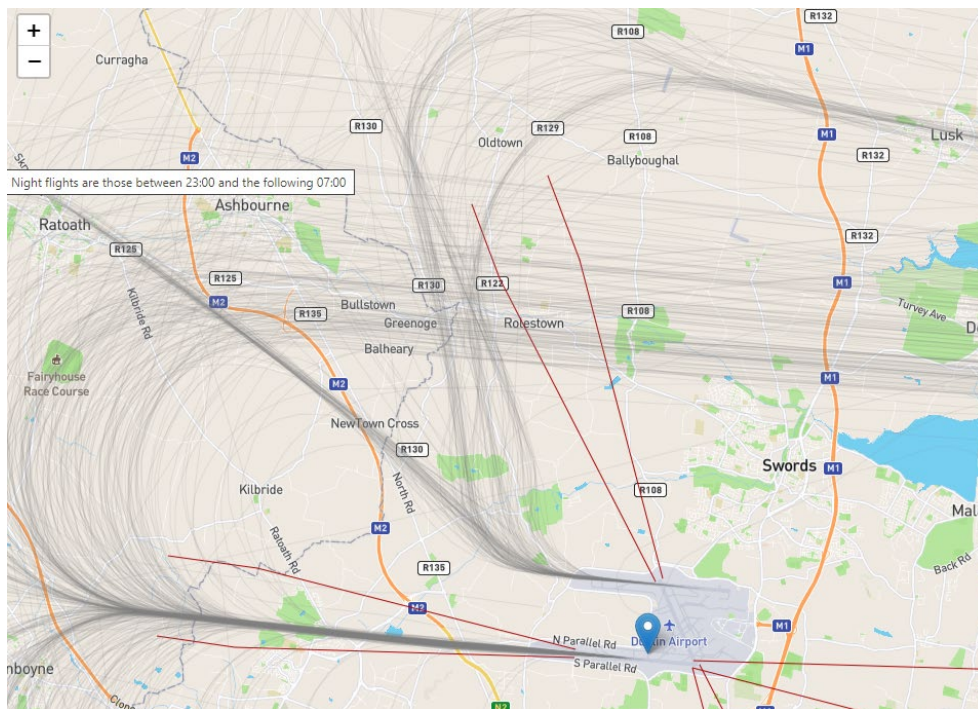 +
−
Curragha
M2
R130
Oldtown
R129
R108
M1
R132
Lusk
R108
Ballyboughal
R132
M2
Night flights are those between 23:00 and the following 07:00
Ratoath
Ashbourne
R125
R125
Kilbride Rd
M2
R135
Bullstown
Greenoge
Balheary
R130
R122
Rolestown
R108
R132
M1
Turvey Ave
Fairyhouse
Race Course
M2
M1
NewTown Cross
R130
North Rd
Swords
M1
Kilbride
Ratoath Rd
R108
M2
R135
Mal
Back Rd
M2
N Parallel Rd
S Parallel Rd
Dublin Airport
M1
nboyne
N2